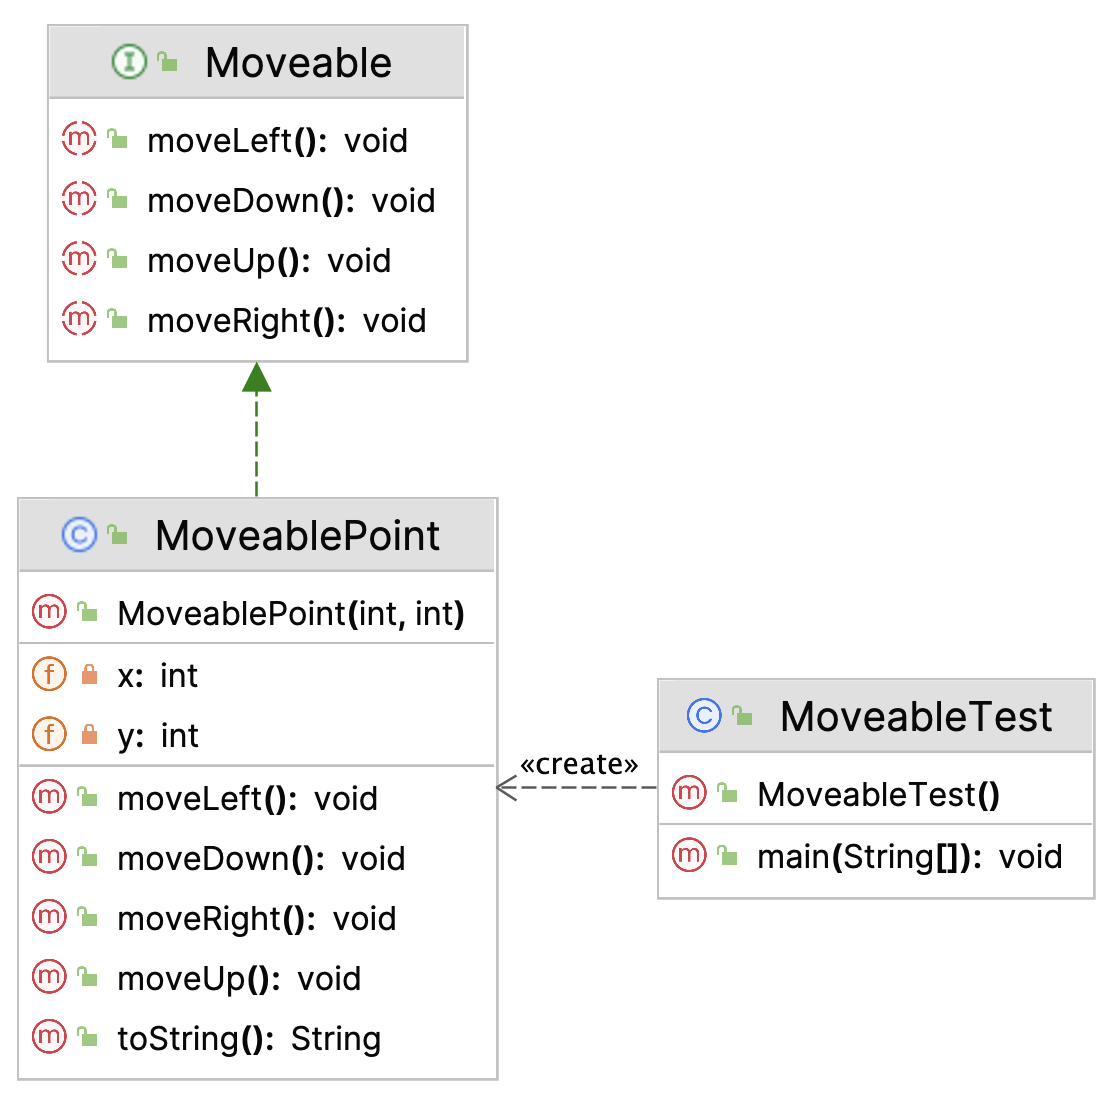 Moveable
moveLeft(): void
moveDown(): void
moveUp(): void
moveRight(): void
MoveablePoint
MoveablePoint(int, int)
x: int
y: int
moveLeft(): void
moveDown(): void
moveRight(): void
moveUp(): void
toString(): String
«create»
MoveableTest
MoveableTest()
main(String[]): void